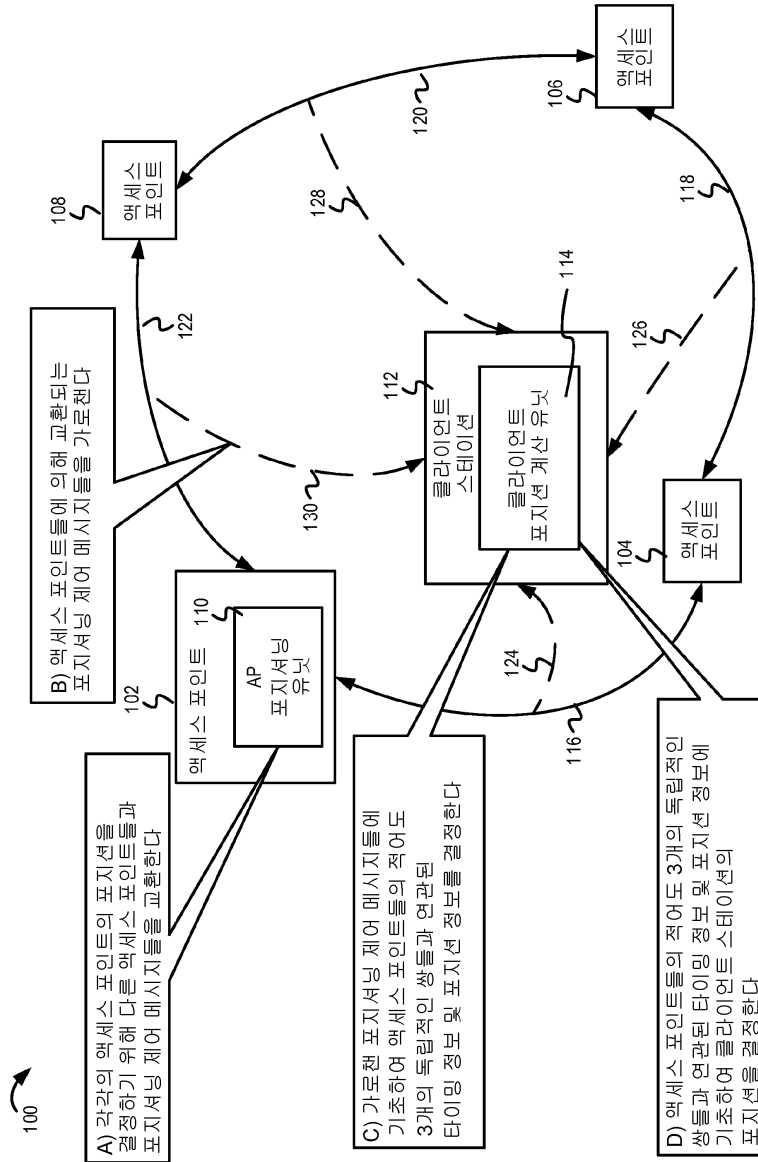 100
A) 각각의 액세스 포인트의 포지션을
결정하기 위해 다른 액세스 포인트들과
포지셔닝 제어 메시지들을 교환한다
B) 액세스 포인트들에 의해 교환되는
포지셔닝 제어 메시지들을 가로챈다
102
액세스 포인트
110
AP
포지셔닝
유닛
122
108
액세스
포인트
130
128
120
106
액세스
포인트
C) 가로챈 포지셔닝 제어 메시지들에
기초하여 액세스 포인트들의 적어도
3개의 독립적인 쌍들과 연관된
타이밍 정보 및 포지션 정보를 결정한다
112
클라이언트
스테이션
클라이언트
포지션 계산 유닛
114
124
116
126
118
104
액세스
포인트
D) 액세스 포인트들의 적어도 3개의 독립적인
쌍들과 연관된 타이밍 정보 및 포지션 정보에
기초하여 클라이언트 스테이션의
포지션을 결정한다